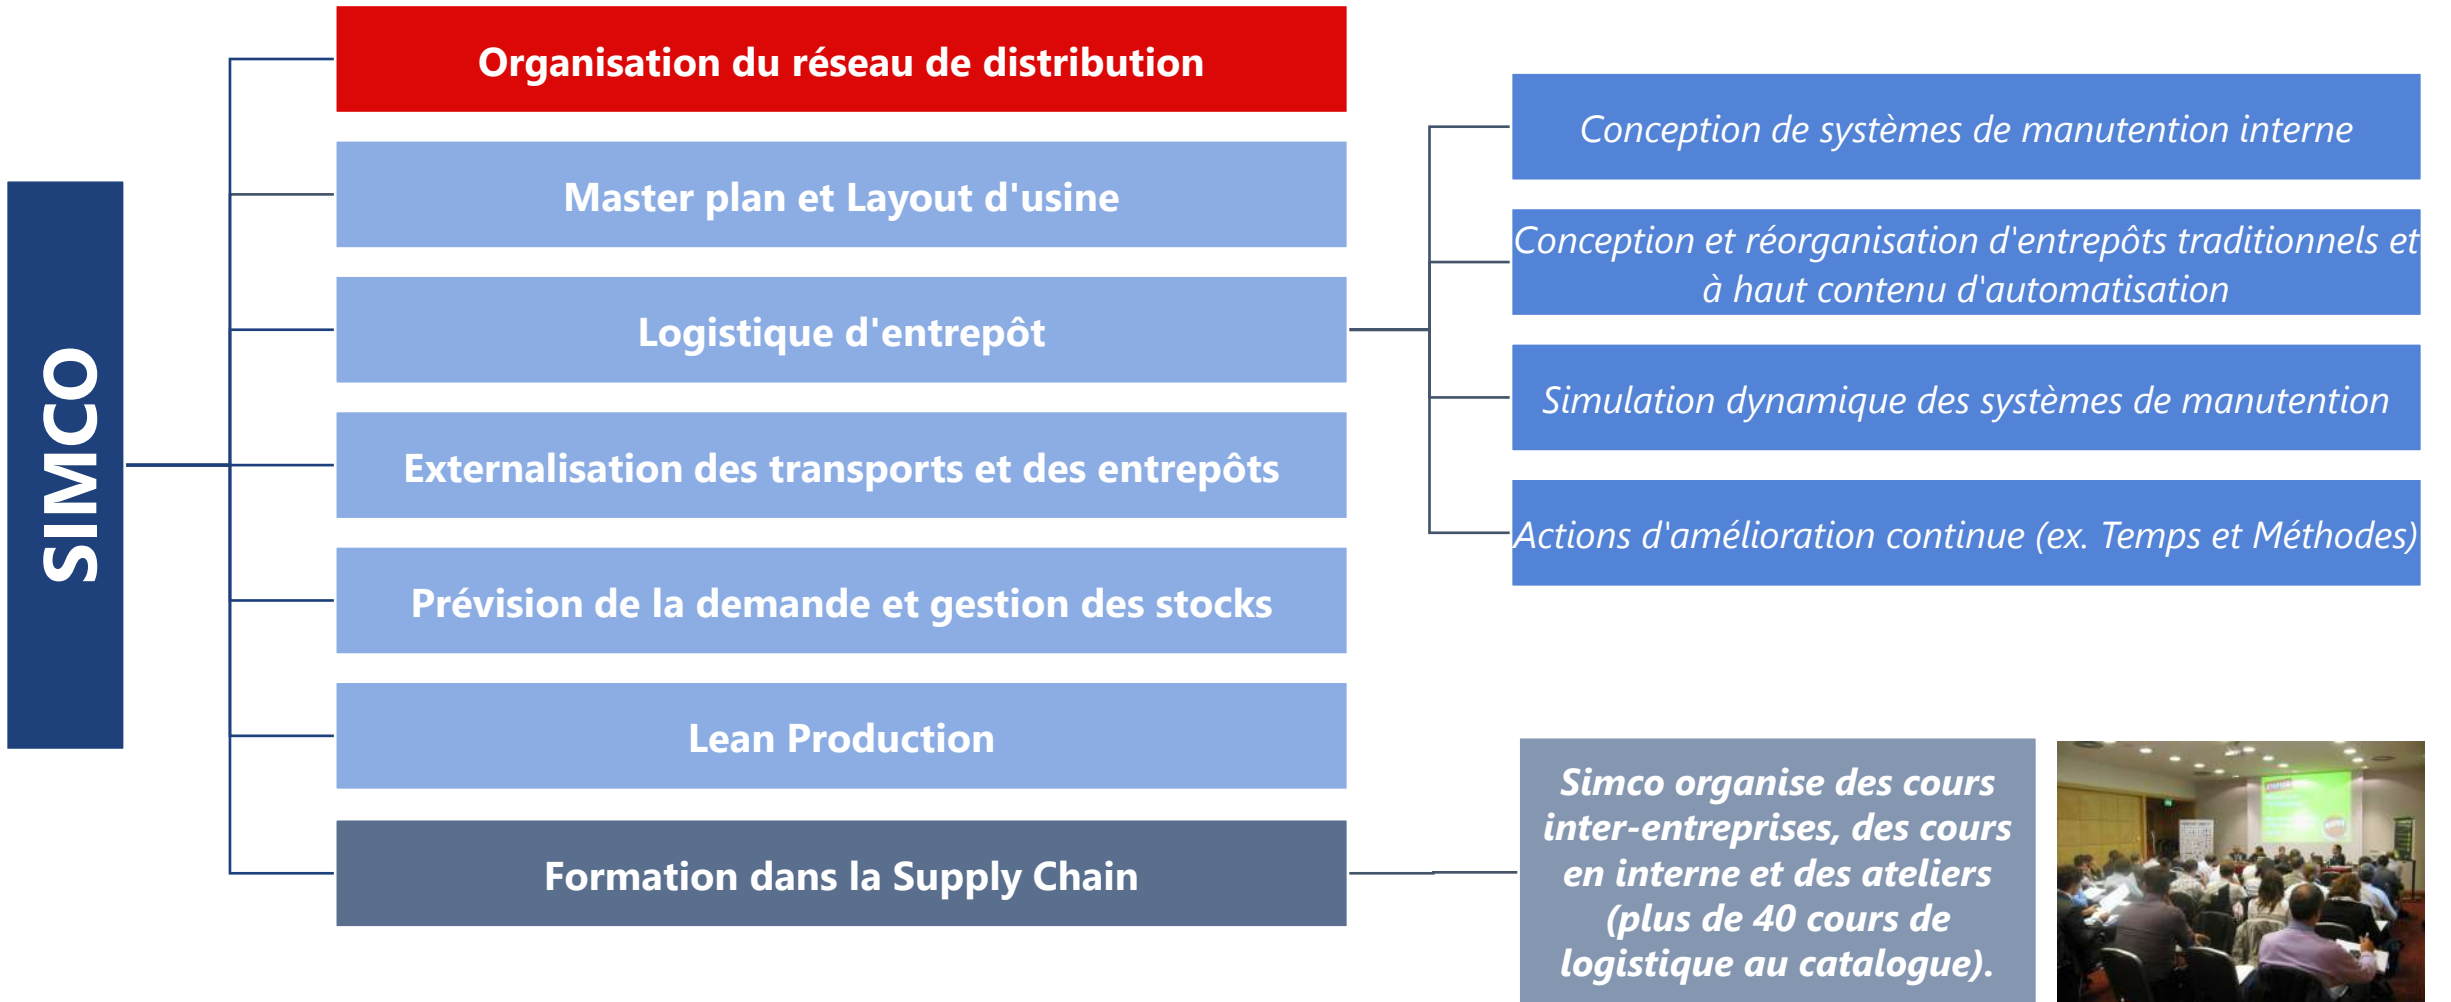 SIMCO
Organisation du réseau de distribution
Master plan et Layout d'usine
Logistique d'entrepôt
Externalisation des transports et des entrepôts
Prévision de la demande et gestion des stocks
Lean Production
Formation dans la Supply Chain
Conception de systèmes de manutention interne
Conception et réorganisation d'entrepôts traditionnels et
à haut contenu d'automatisation
Simulation dynamique des systèmes de manutention
Actions d'amélioration continue (ex. Temps et Méthodes)
Simco organise des cours
inter-entreprises, des cours
en interne et des ateliers
(plus de 40 cours de
logistique au catalogue).